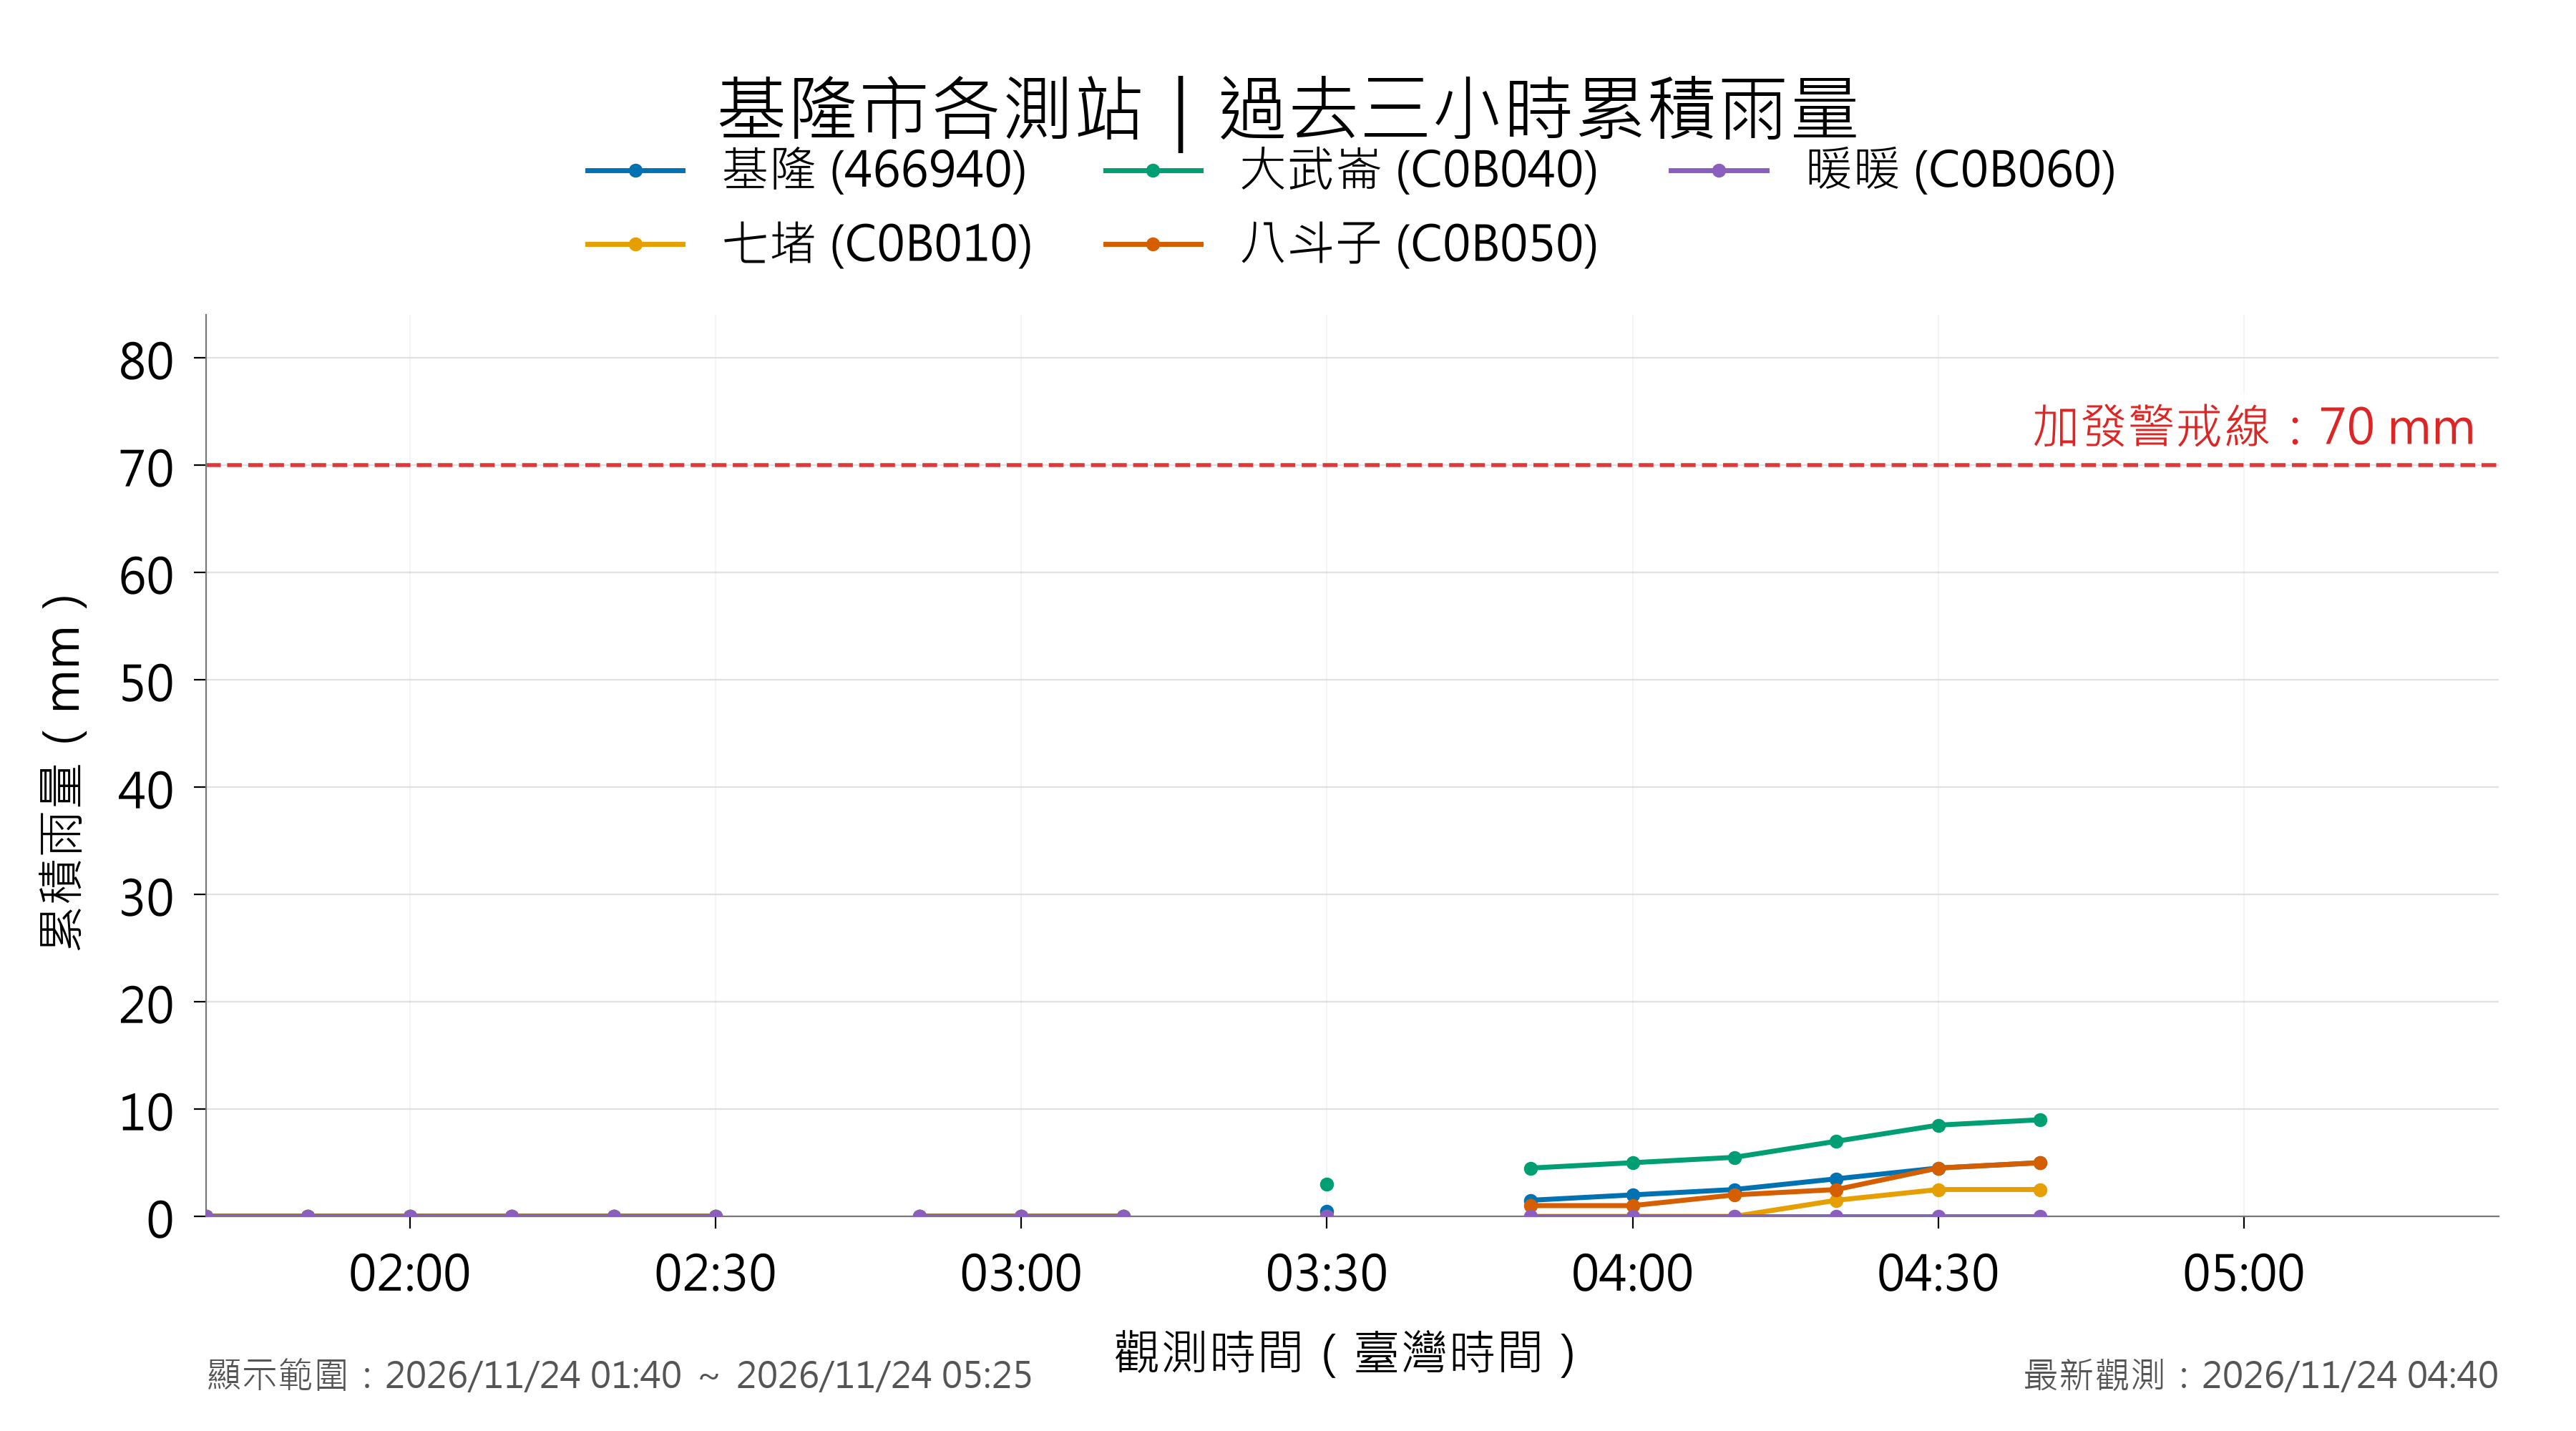 基隆市各測站｜過去三小時累積雨量
基隆 (466940)
大武崙 (C0B040)
暖暖 (C0B060)
七堵 (C0B010)
八斗子 (C0B050)
加發警戒線：70 mm
累積雨量（mm）
80
70
60
50
40
30
20
10
0
02:00
02:30
03:00
03:30
04:00
04:30
05:00
觀測時間（臺灣時間）
顯示範圍：2026/11/24 01:40 ~ 2026/11/24 05:25
最新觀測：2026/11/24 04:40